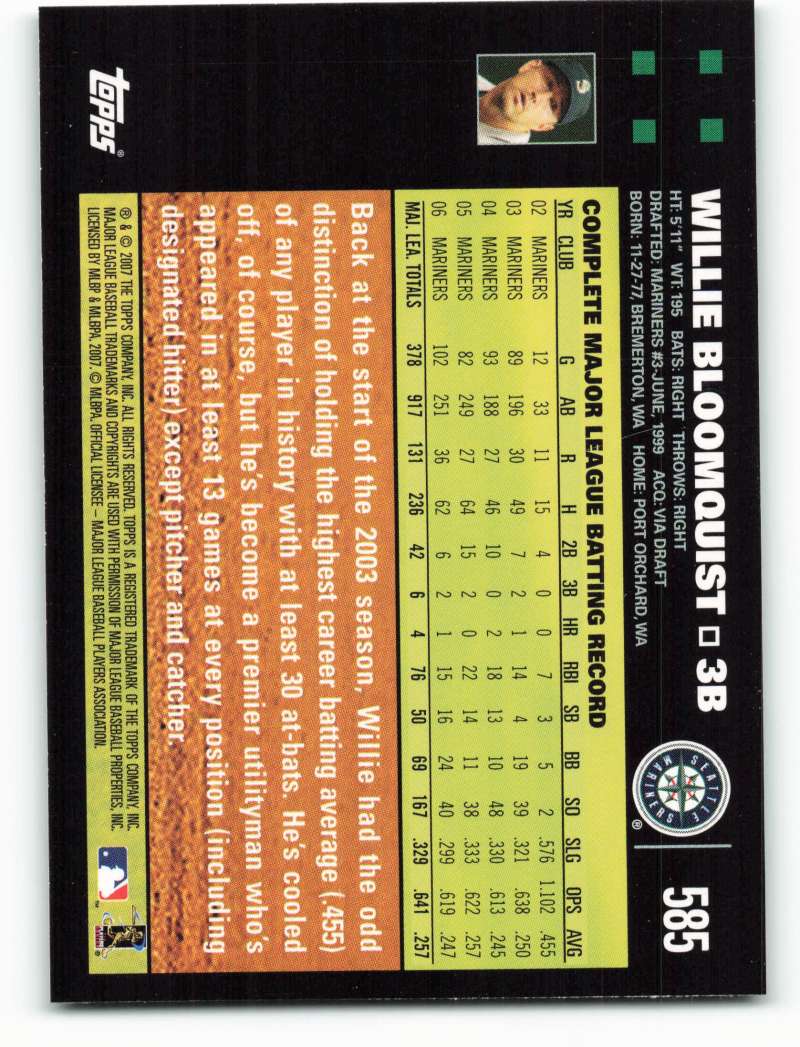 WILLIE BLOOMQUIST 3B
585
HT: 5'11" WT: 195 BATS: RIGHT THROWS: RIGHT
DRAFTED: MARINERS #3-JUNE, 1999 ACQ: VIA DRAFT
BORN: 11-27-77, BREMERTON, WA HOME: PORT ORCHARD, WA
SEATTLE
MARINERS
®
S
COMPLETE MAJOR LEAGUE BATTING RECORD
YR CLUB G AB R H 2B 3B HR RBI SB BB SO SLG OPS AVG
02 MARINERS 12 33 11 15 4 0 0 7 3 5 2 .576 1.102 .455
03 MARINERS 89 196 30 49 7 2 1 14 4 19 39 .321 .638 .250
04 MARINERS 93 188 27 46 10 0 2 18 13 10 48 .330 .613 .245
05 MARINERS 82 249 27 64 15 2 0 22 14 11 38 .333 .622 .257
06 MARINERS 102 251 36 62 6 2 1 15 16 24 40 .299 .619 .247
MAJ. LEA. TOTALS 378 917 131 236 42 6 4 76 50 69 167 .329 .641 .257
Back at the start of the 2003 season, Willie had the odd
distinction of holding the highest career batting average (.455)
of any player in history with at least 30 at-bats. He's cooled
off, of course, but he's become a premier utilityman who's
appeared in at least 13 games at every position (including
designated hitter) except pitcher and catcher.
Topps®
® & © 2007 THE TOPPS COMPANY, INC. ALL RIGHTS RESERVED. TOPPS IS A REGISTERED TRADEMARK OF THE TOPPS COMPANY, INC.
MAJOR LEAGUE BASEBALL TRADEMARKS AND COPYRIGHTS ARE USED WITH PERMISSION OF MAJOR LEAGUE BASEBALL PROPERTIES, INC.
LICENSED BY MLBP & MLBPA, 2007. © MLBPA. OFFICIAL LICENSEE – MAJOR LEAGUE BASEBALL PLAYERS ASSOCIATION.